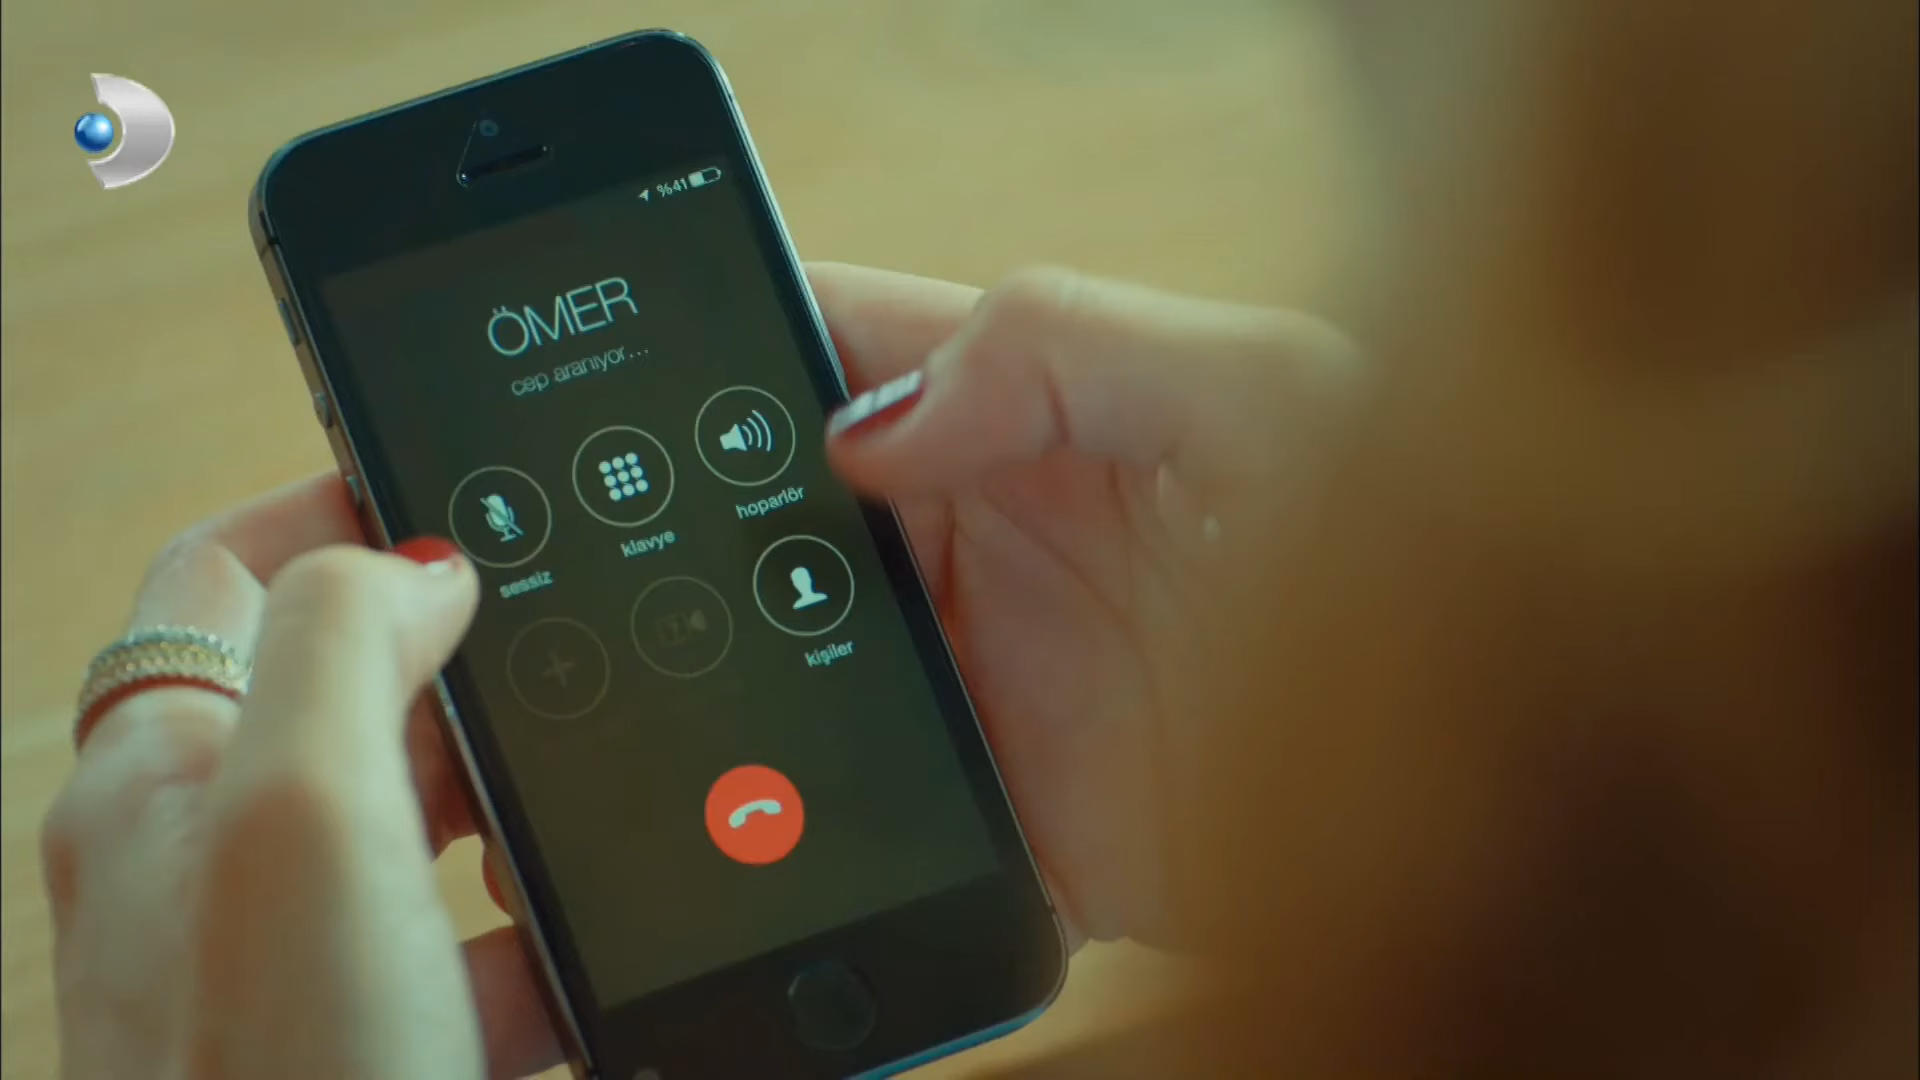 %41
ÖMER
cep aranıyor...
sessiz
klavye
hoparlör
kişiler